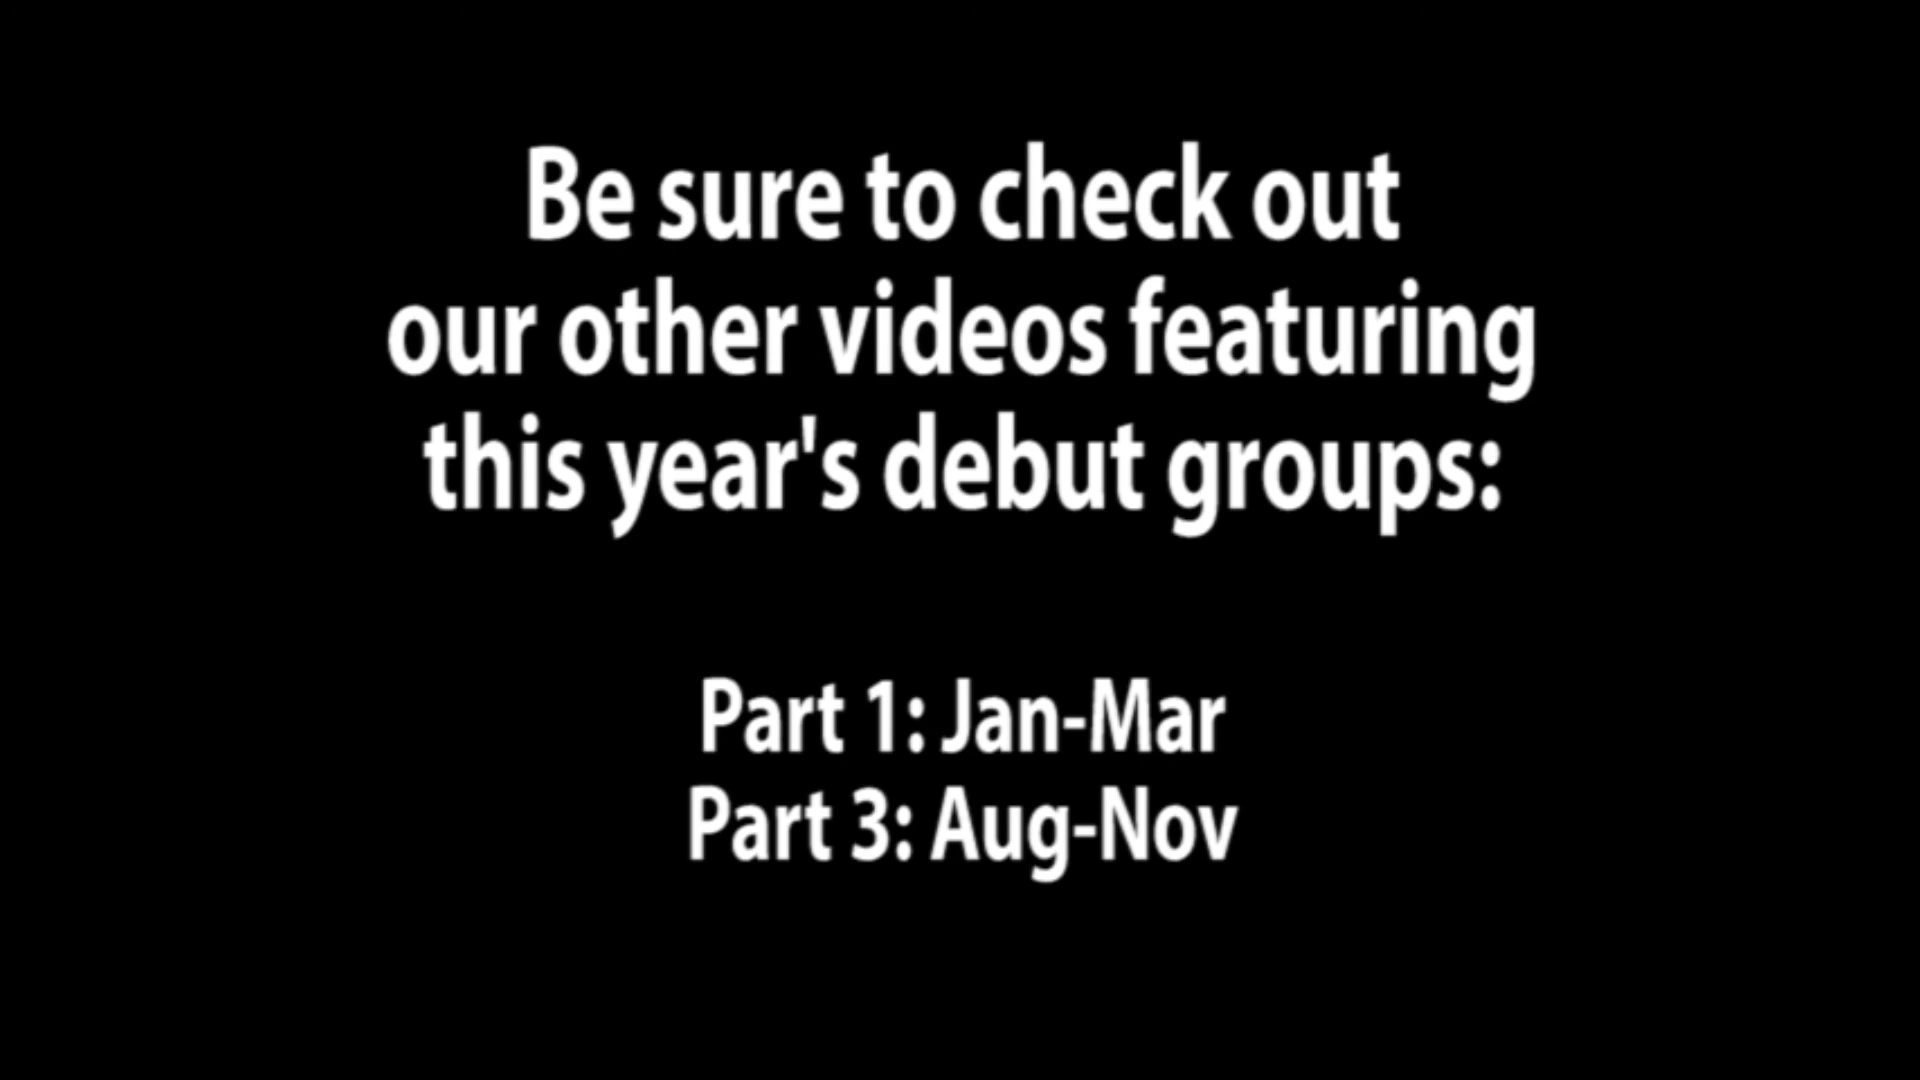 Be sure to check out
our other videos featuring
this year's debut groups:
Part 1: Jan-Mar
Part 3: Aug-Nov